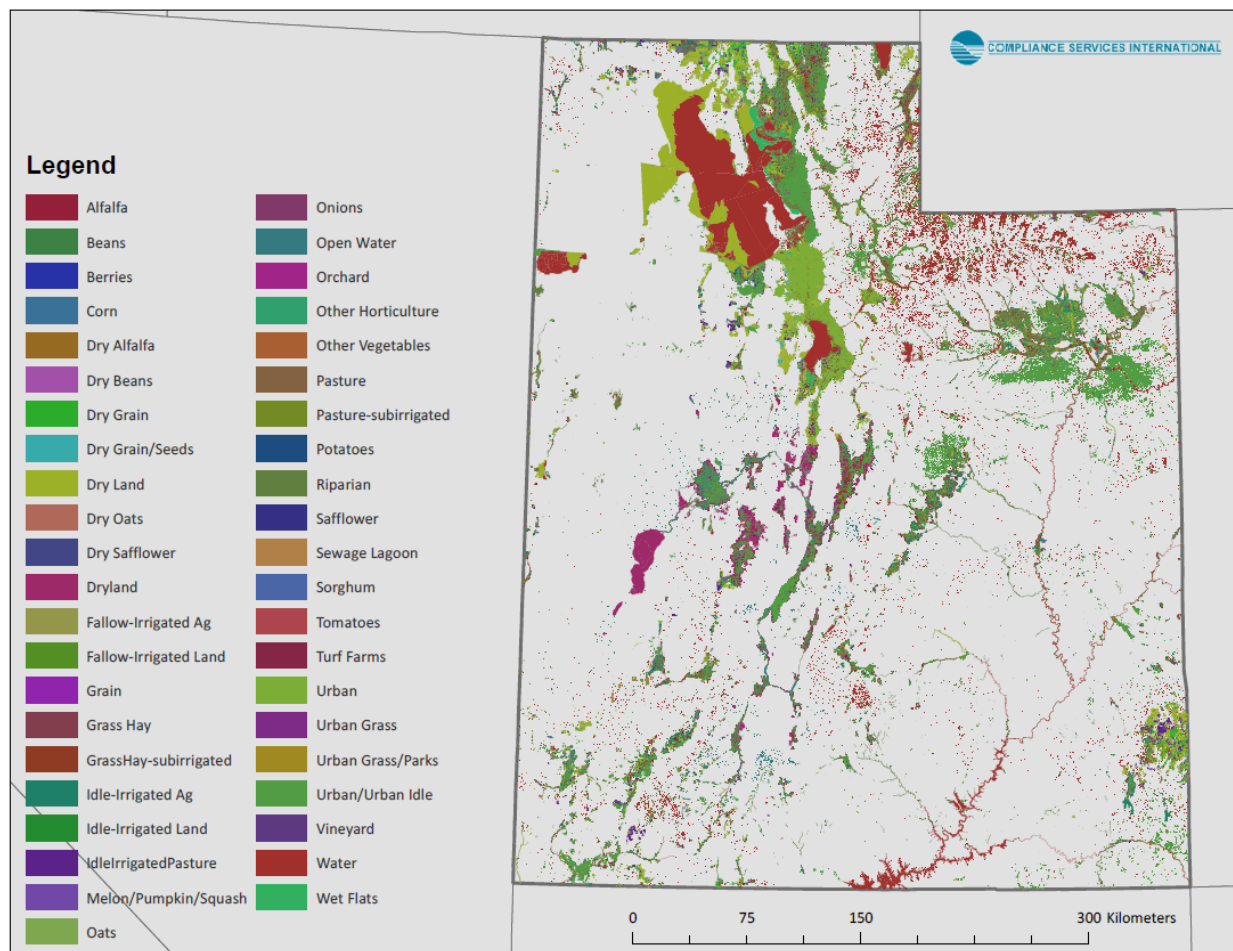 COMPLIANCE SERVICES INTERNATIONAL
Legend
Alfalfa
Beans
Berries
Corn
Dry Alfalfa
Dry Beans
Dry Grain
Dry Grain/Seeds
Dry Land
Dry Oats
Dry Safflower
Dryland
Fallow-Irrigated Ag
Fallow-Irrigated Land
Grain
Grass Hay
GrassHay-subirrigated
Idle-Irrigated Ag
Idle-Irrigated Land
IdleIrrigatedPasture
Melon/Pumpkin/Squash
Oats
Onions
Open Water
Orchard
Other Horticulture
Other Vegetables
Pasture
Pasture-subirrigated
Potatoes
Riparian
Safflower
Sewage Lagoon
Sorghum
Tomatoes
Turf Farms
Urban
Urban Grass
Urban Grass/Parks
Urban/Urban Idle
Vineyard
Water
Wet Flats
0 75 150 300 Kilometers